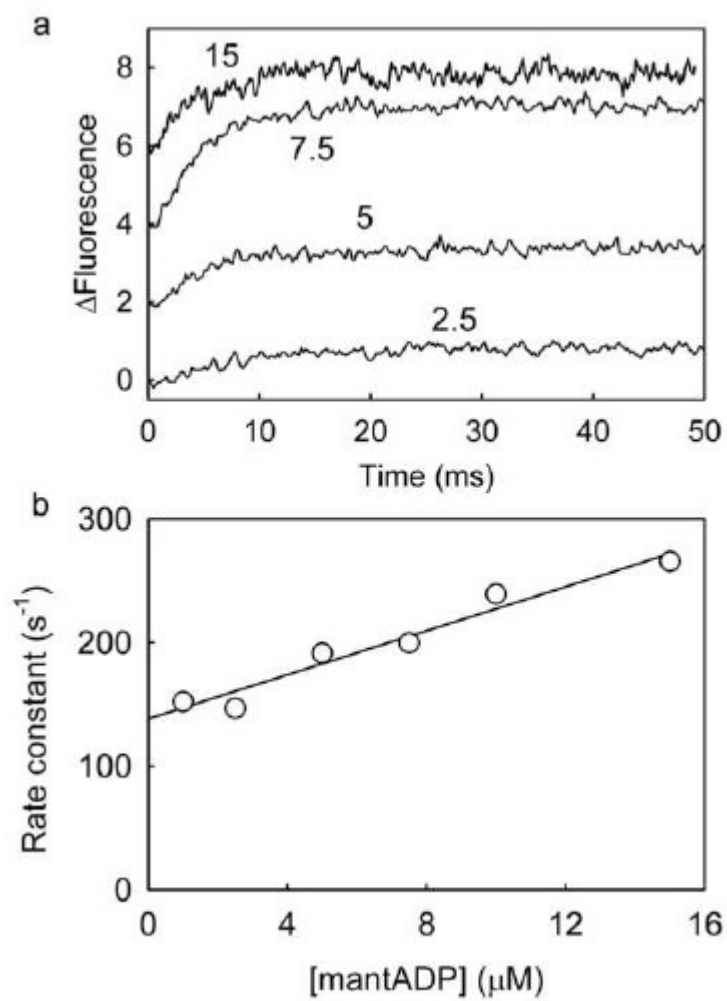 a
15
8
7.5
6
ΔFluorescence
5
4
2
2.5
0
0 10 20 30 40 50
Time (ms)
b
300
200
Rate constant (s⁻¹)
100
0
0 4 8 12 16
[mantADP] (μM)